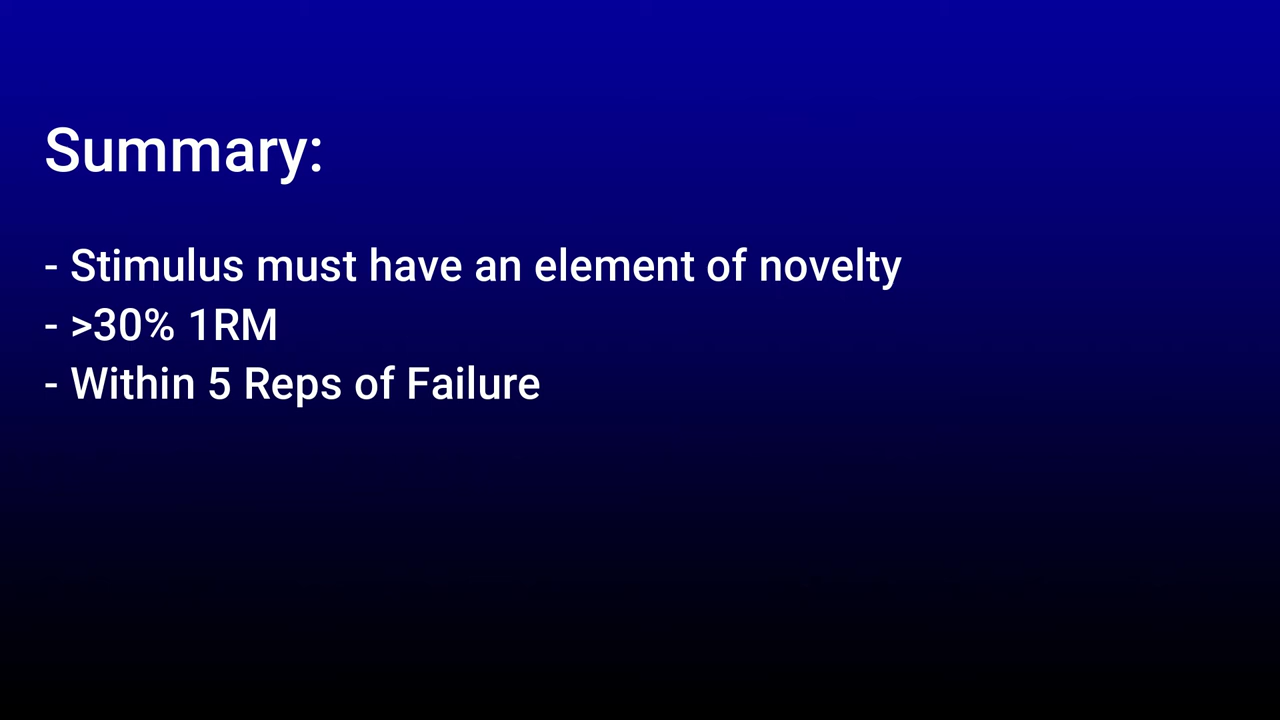 Summary:
- Stimulus must have an element of novelty
- >30% 1RM
- Within 5 Reps of Failure